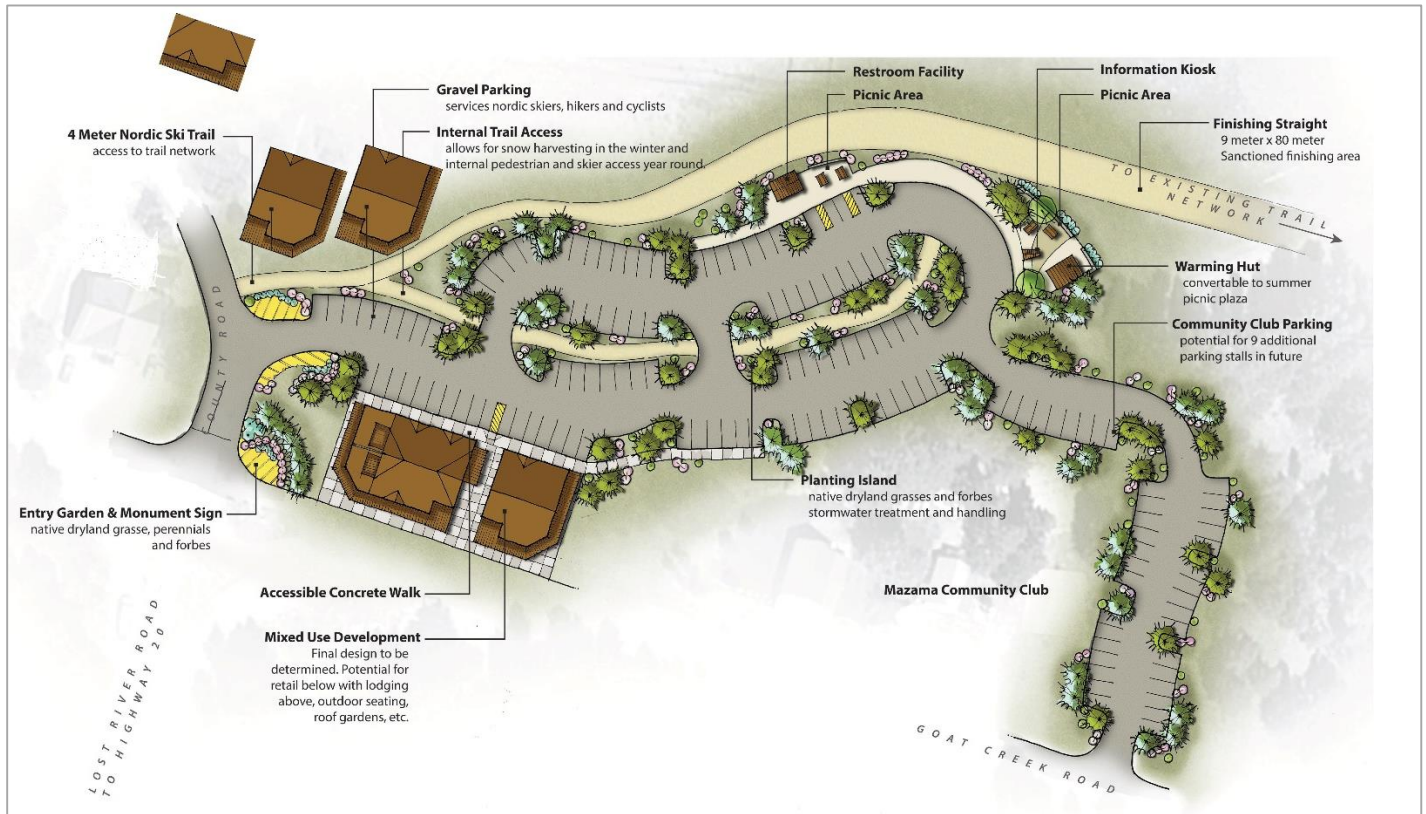 Gravel Parking
services nordic skiers, hikers and cyclists
4 Meter Nordic Ski Trail
access to trail network
Internal Trail Access
allows for snow harvesting in the winter and
internal pedestrian and skier access year round.
Restroom Facility
Picnic Area
Information Kiosk
Picnic Area
Finishing Straight
9 meter x 80 meter
Sanctioned finishing area
TO EXISTING TRAIL
NETWORK
Warming Hut
convertable to summer
picnic plaza
Community Club Parking
potential for 9 additional
parking stalls in future
COUNTY ROAD
Planting Island
native dryland grasses and forbes
stormwater treatment and handling
Entry Garden & Monument Sign
native dryland grasse, perennials
and forbes
Accessible Concrete Walk
Mazama Community Club
Mixed Use Development
Final design to be
determined. Potential for
retail below with lodging
above, outdoor seating,
roof gardens, etc.
LOST RIVER ROAD
TO HIGHWAY 20
GOAT CREEK ROAD